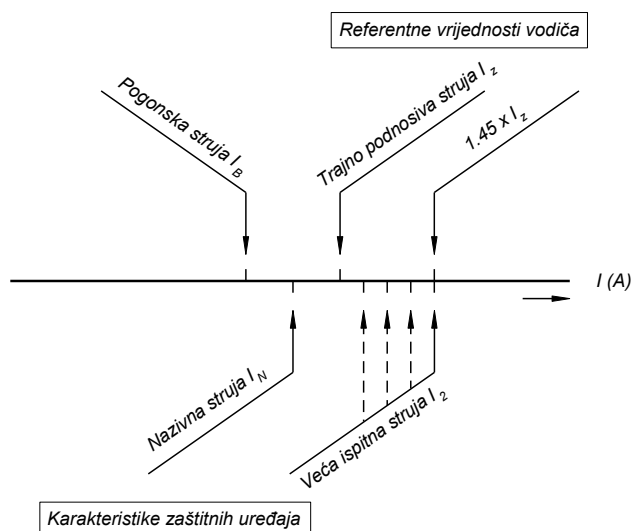 Referentne vrijednosti vodiča
Pogonska struja I_B
Trajno podnosiva struja I_z
1.45 x I_z
I (A)
Nazivna struja I_N
Veća ispitna struja I_2
Karakteristike zaštitnih uređaja